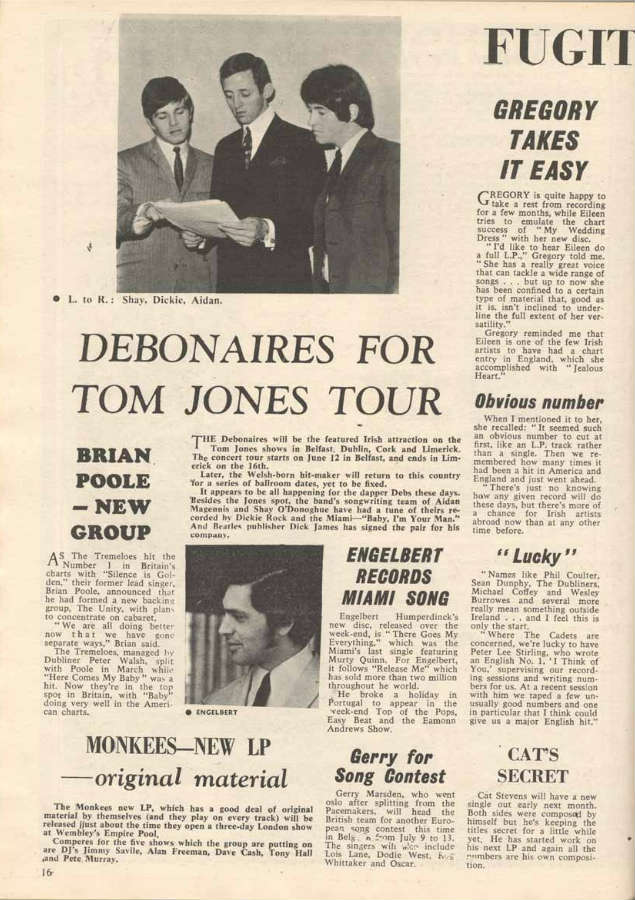 ● L. to R.: Shay, Dickie, Aidan.
DEBONAIRES FOR
TOM JONES TOUR
THE Debonaires will be the featured Irish attraction on the
Tom Jones shows in Belfast, Dublin, Cork and Limerick.
The concert tour starts on June 12 in Belfast, and ends in Lim-
erick on the 16th.
Later, the Welsh-born hit-maker will return to this country
for a series of ballroom dates, yet to be fixed.
It appears to be all happening for the dapper Debs these days.
Besides the Jones spot, the band's songwriting team of Aidan
Magennis and Shay O'Donoghue have had a tune of theirs re-
corded by Dickie Rock and the Miami—"Baby, I'm Your Man."
And Beatles publisher Dick James has signed the pair for his
company.
BRIAN
POOLE
– NEW
GROUP
AS The Tremeloes hit the
Number 1 in Britain's
charts with "Silence is Gol-
den," their former lead singer,
Brian Poole, announced that
he had formed a new backing
group, The Unity, with plans
to concentrate on cabaret.
"We are all doing better
now that we have gone
separate ways," Brian said.
The Tremeloes, managed by
Dubliner Peter Walsh, split
with Poole in March while
"Here Comes My Baby" was a
hit. Now they're in the top
spot in Britain, with "Baby"
doing very well in the Ameri-
can charts.
● ENGELBERT
ENGELBERT
RECORDS
MIAMI SONG
Engelbert Humperdinck's
new disc, released over the
week-end, is "There Goes My
Everything," which was the
Miami's last single featuring
Murty Quinn. For Engelbert,
it follows "Release Me" which
has sold more than two million
throughout he world.
He broke a holiday in
Portugal to appear in the
week-end Top of the Pops,
Easy Beat and the Eamonn
Andrews Show.
MONKEES—NEW LP
—original material
The Monkees new LP, which has a good deal of original
material by themselves (and they play on every track) will be
released just about the time they open a three-day London show
at Wembley's Empire Pool.
Comperes for the five shows which the group are putting on
are DJ's Jimmy Savile, Alan Freeman, Dave Cash, Tony Hall
and Pete Murray.
Gerry for
Song Contest
Gerry Marsden, who went
oslo after splitting from the
Pacemakers, will head the
British team for another Euro-
pean song contest this time
in from July 9 to 13.
The singers will also include
Lois Lane, Dodie West,
Whittaker and Oscar.
FUGIT
GREGORY
TAKES
IT EASY
GREGORY is quite happy to
take a rest from recording
for a few months, while Eileen
tries to emulate the chart
success of "My Wedding
Dress" with her new disc.
"I'd like to hear Eileen do
a full L.P.," Gregory told me.
"She has a really great voice
that can tackle a wide range of
songs . . . but up to now she
has been confined to a certain
type of material that, good as
it is, isn't inclined to under-
line the full extent of her ver-
satility."
Gregory reminded me that
Eileen is one of the few Irish
artists to have had a chart
entry in England, which she
accomplished with "Jealous
Heart."
Obvious number
When I mentioned it to her,
she recalled: "It seemed such
an obvious number to cut at
first, like an L.P. track rather
than a single. Then we re-
membered how many times it
had been a hit in America and
England and just went ahead.
"There's just no knowing
how any given record will do
these days, but there's more of
a chance for Irish artists
abroad now than at any other
time before.
"Lucky"
"Names like Phil Coulter,
Sean Dunphy, The Dubliners,
Michael Coffey and Wesley
Burrowes and several more
really mean something outside
Ireland . . . and I feel this is
only the start.
"Where The Cadets are
concerned, we're lucky to have
Peter Lee Stirling, who wrote
an English No. 1, 'I Think of
You,' supervising our record-
ing sessions and writing num-
bers for us. At a recent session
with him we taped a few un-
usually good numbers and one
in particular that I think could
give us a major English hit."
CAT'S
SECRET
Cat Stevens will have a new
single out early next month.
Both sides were composed by
himself but he's keeping the
titles secret for a little while
yet. He has started work on
his next LP and again all the
numbers are his own composi-
tion.
16